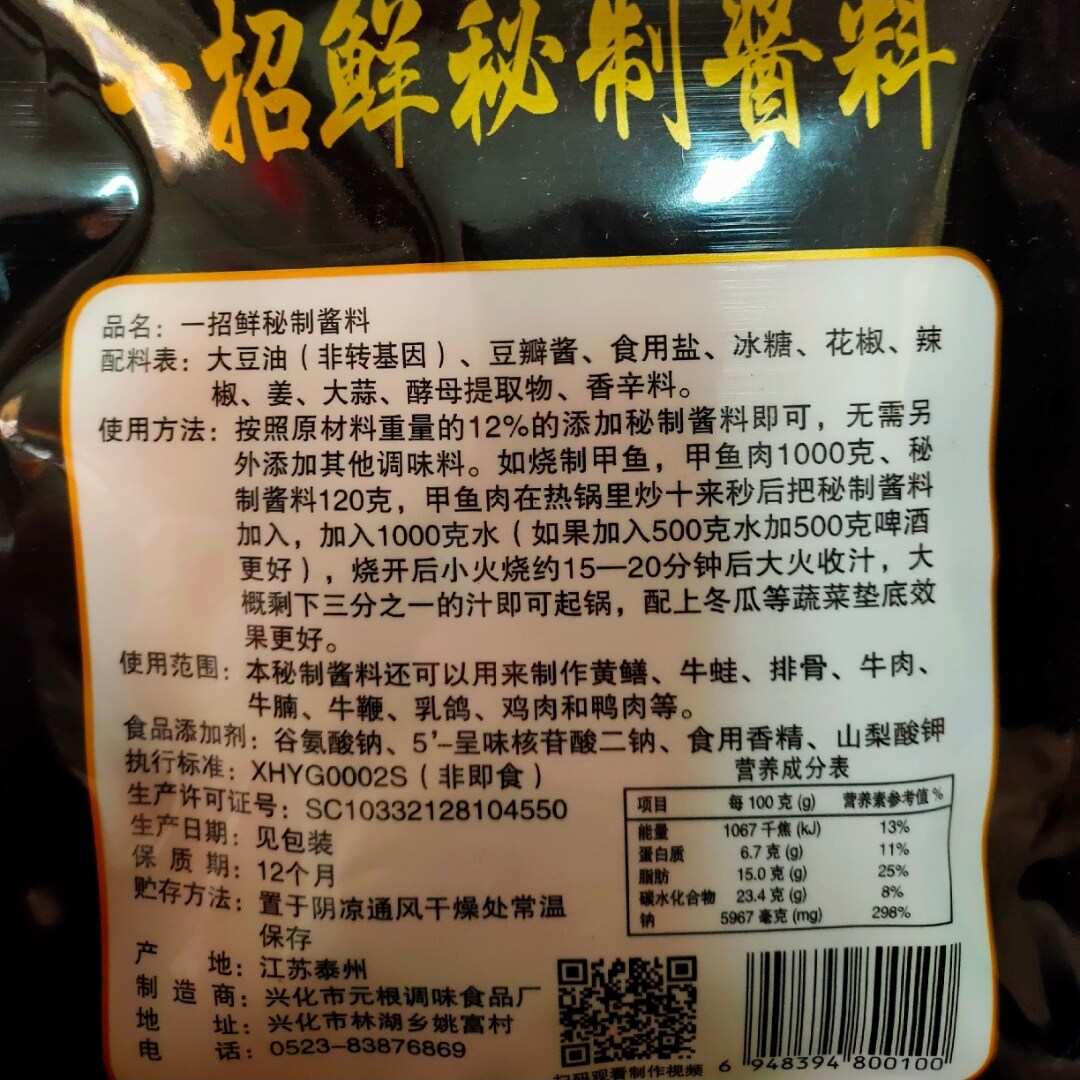 一招鲜秘制酱料
品名：一招鲜秘制酱料
配料表：大豆油（非转基因）、豆瓣酱、食用盐、冰糖、花椒、辣
椒、姜、大蒜、酵母提取物、香辛料。
使用方法：按照原材料重量的12%的添加秘制酱料即可，无需另
外添加其他调味料。如烧制甲鱼，甲鱼肉1000克、秘
制酱料120克，甲鱼肉在热锅里炒十来秒后把秘制酱料
加入，加入1000克水（如果加入500克水加500克啤酒
更好），烧开后小火烧约15—20分钟后大火收汁，大
概剩下三分之一的汁即可起锅，配上冬瓜等蔬菜垫底效
果更好。
使用范围：本秘制酱料还可以用来制作黄鳝、牛蛙、排骨、牛肉、
牛腩、牛鞭、乳鸽、鸡肉和鸭肉等。
食品添加剂：谷氨酸钠、5’-呈味核苷酸二钠、食用香精、山梨酸钾
执行标准：XHYG0002S（非即食）
生产许可证号：SC10332128104550
生产日期：见包装
保质期：12个月
贮存方法：置于阴凉通风干燥处常温
保存
产地：江苏泰州
制造商：兴化市元根调味食品厂
地址：兴化市林湖乡姚富村
电话：0523-83876869
营养成分表
项目 每100克(g) 营养素参考值%
能量 1067千焦(kJ) 13%
蛋白质 6.7克(g) 11%
脂肪 15.0克(g) 25%
碳水化合物 23.4克(g) 8%
钠 5967毫克(mg) 298%
扫码观看制作视频
6 948394 800100